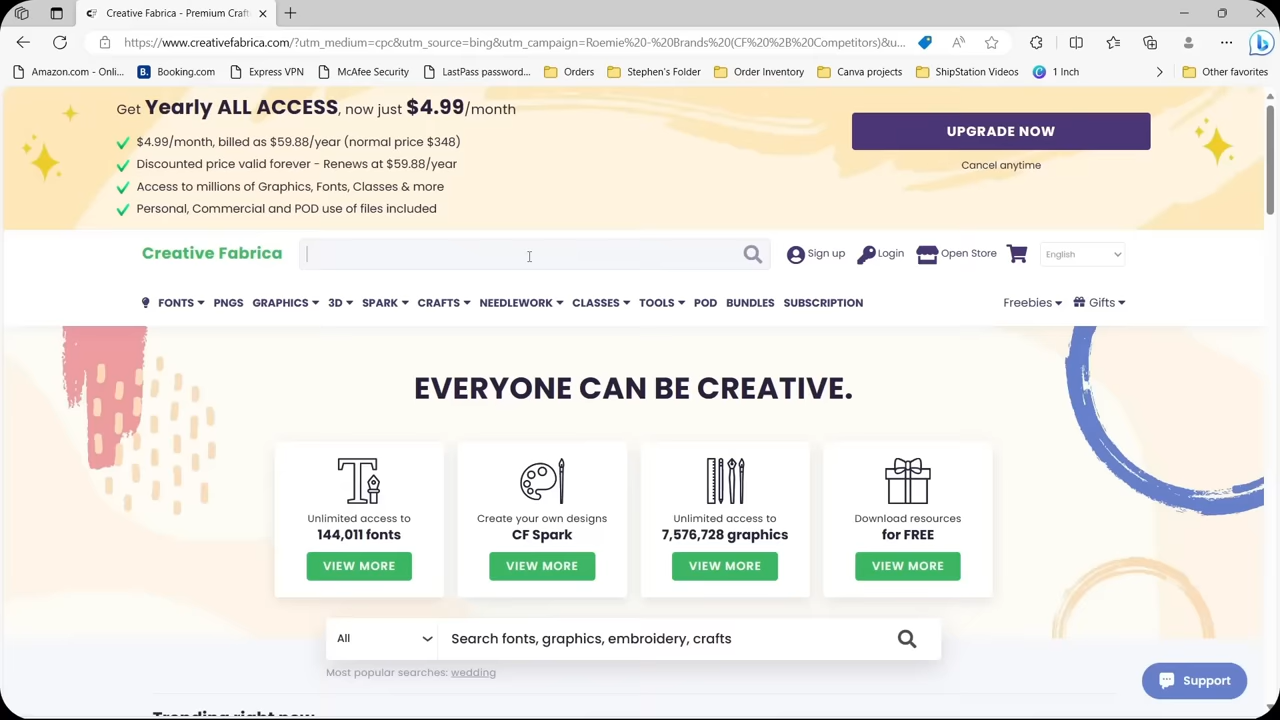 Creative Fabrica - Premium Craft
https://www.creativefabrica.com/?utm_medium=cpc&utm_source=bing&utm_campaign=Roemie%20-%20Brands%20(CF%20%2B%20Competitors)&u...
Amazon.com - Onli...
Booking.com
Express VPN
McAfee Security
LastPass password...
Orders
Stephen's Folder
Order Inventory
Canva projects
ShipStation Videos
1 Inch
Other favorites
Get Yearly ALL ACCESS, now just $4.99/month
$4.99/month, billed as $59.88/year (normal price $348)
Discounted price valid forever - Renews at $59.88/year
Access to millions of Graphics, Fonts, Classes & more
Personal, Commercial and POD use of files included
UPGRADE NOW
Cancel anytime
Creative Fabrica
Sign up
Login
Open Store
English
FONTS
PNGS
GRAPHICS
3D
SPARK
CRAFTS
NEEDLEWORK
CLASSES
TOOLS
POD
BUNDLES
SUBSCRIPTION
Freebies
Gifts
EVERYONE CAN BE CREATIVE.
Unlimited access to
144,011 fonts
VIEW MORE
Create your own designs
CF Spark
VIEW MORE
Unlimited access to
7,576,728 graphics
VIEW MORE
Download resources
for FREE
VIEW MORE
All
Search fonts, graphics, embroidery, crafts
Most popular searches: wedding
Support
Trending right now